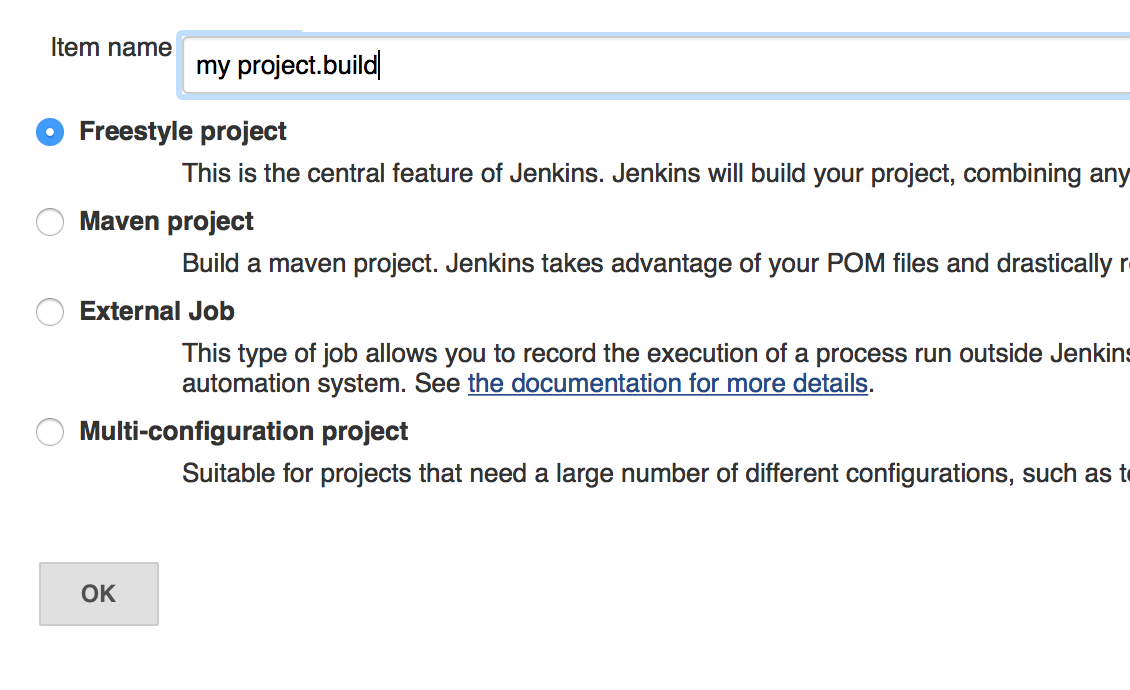 Item name
my project.build
Freestyle project
This is the central feature of Jenkins. Jenkins will build your project, combining any
Maven project
Build a maven project. Jenkins takes advantage of your POM files and drastically
External Job
This type of job allows you to record the execution of a process run outside Jenkins
automation system. See the documentation for more details.
Multi-configuration project
Suitable for projects that need a large number of different configurations, such as
OK